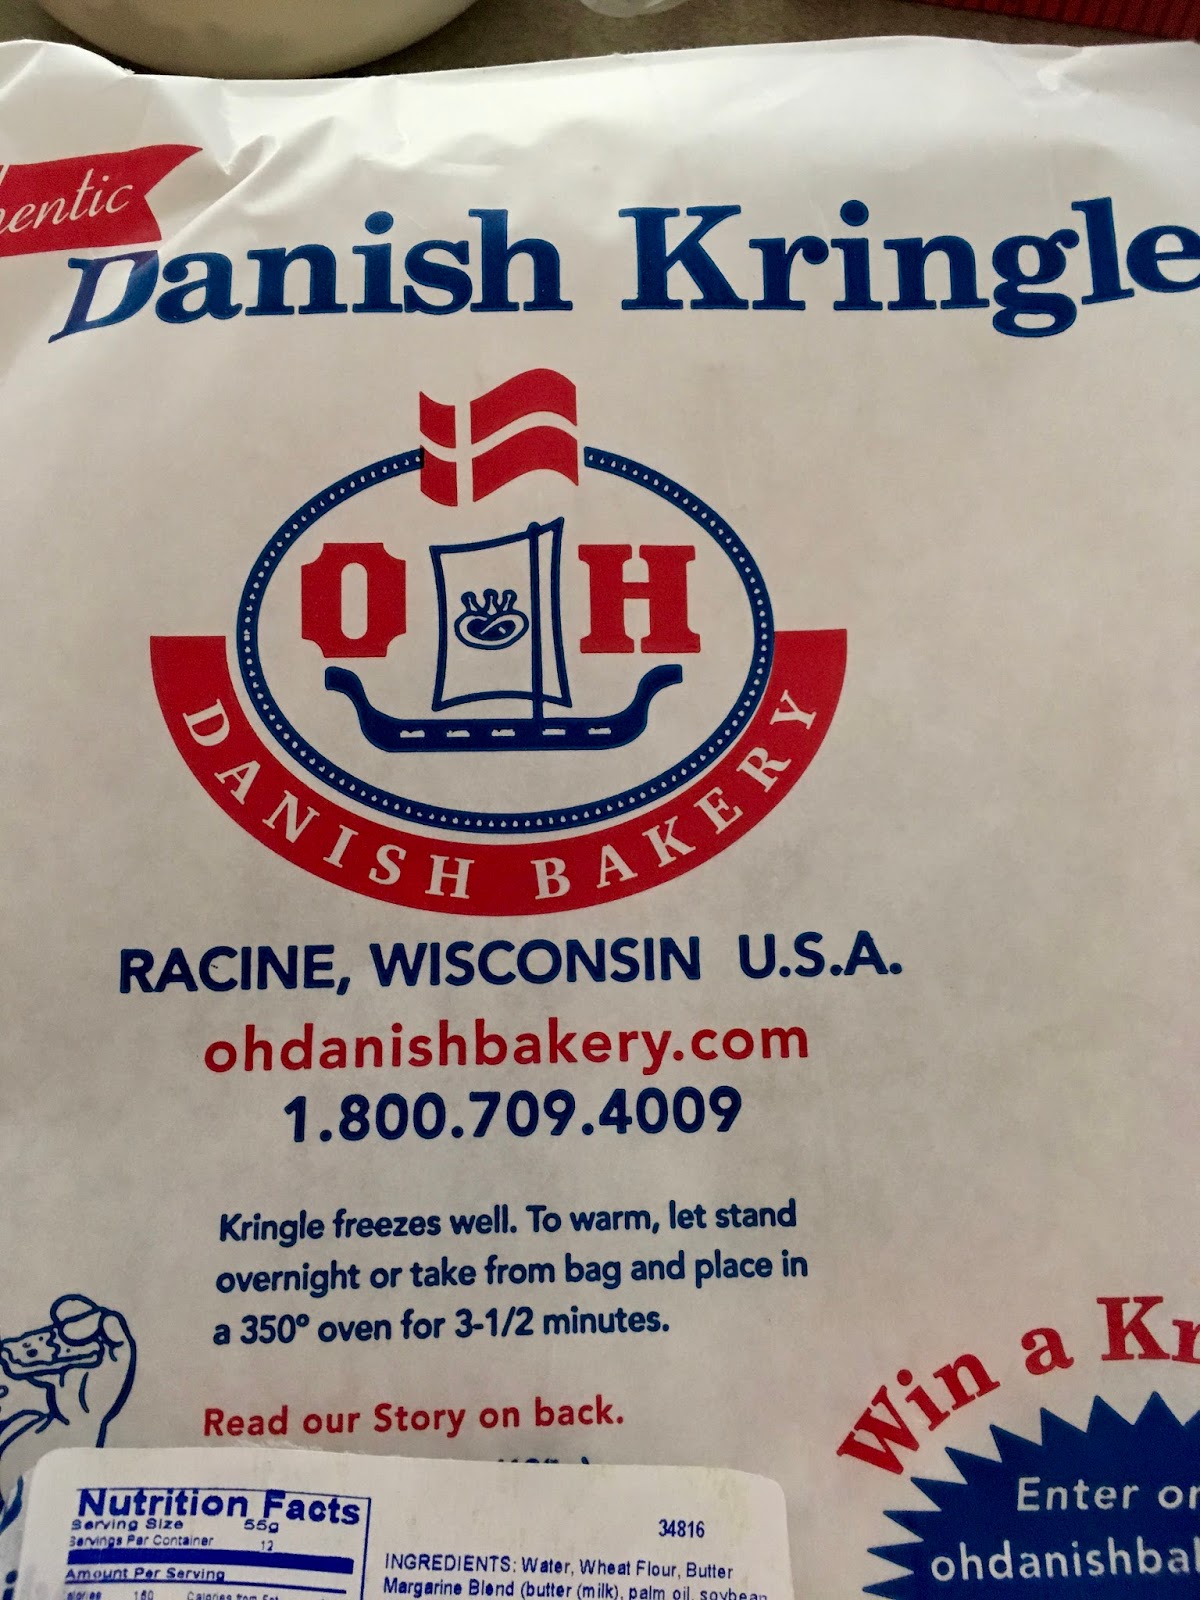 hentic
Danish Kringle
O H
DANISH BAKERY
RACINE, WISCONSIN U.S.A.
ohdanishbakery.com
1.800.709.4009
Kringle freezes well. To warm, let stand
overnight or take from bag and place in
a 350° oven for 3-1/2 minutes.
Read our Story on back.
Win a Kr
Enter on
ohdanishbak
Nutrition Facts
Serving Size 55g
Servings Per Container 12
Amount Per Serving
34816
INGREDIENTS: Water, Wheat Flour, Butter
Margarine Blend (butter (milk), palm oil, soybean